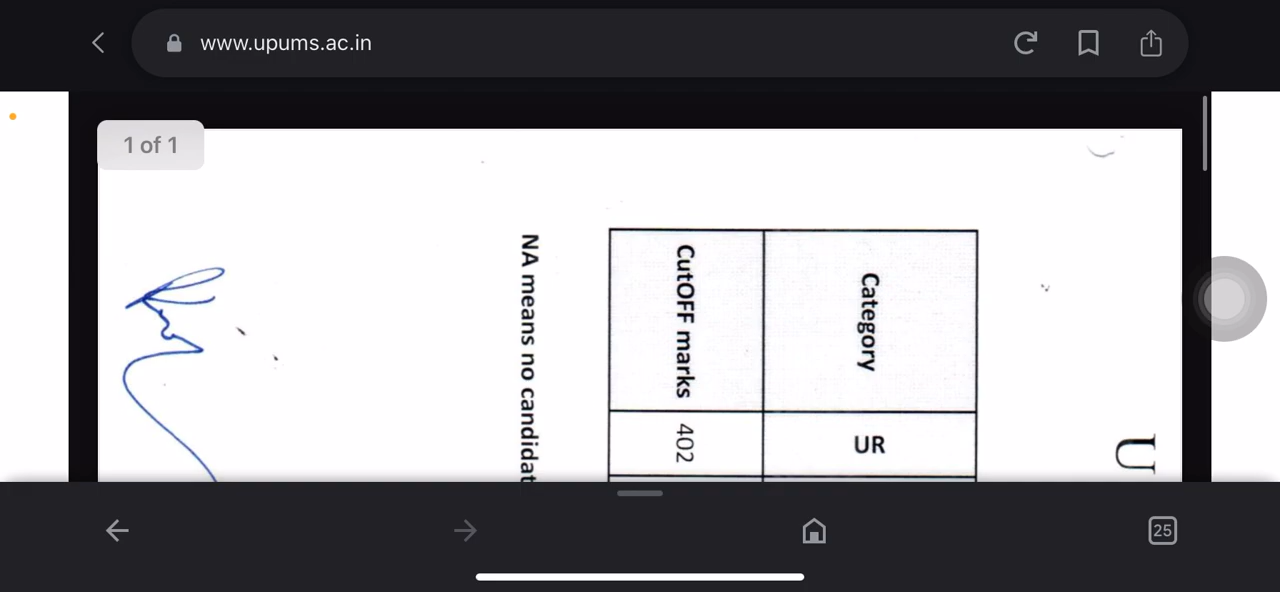 www.upums.ac.in
1 of 1
U
Category
UR
CutOFF marks
402
NA means no candidat
25